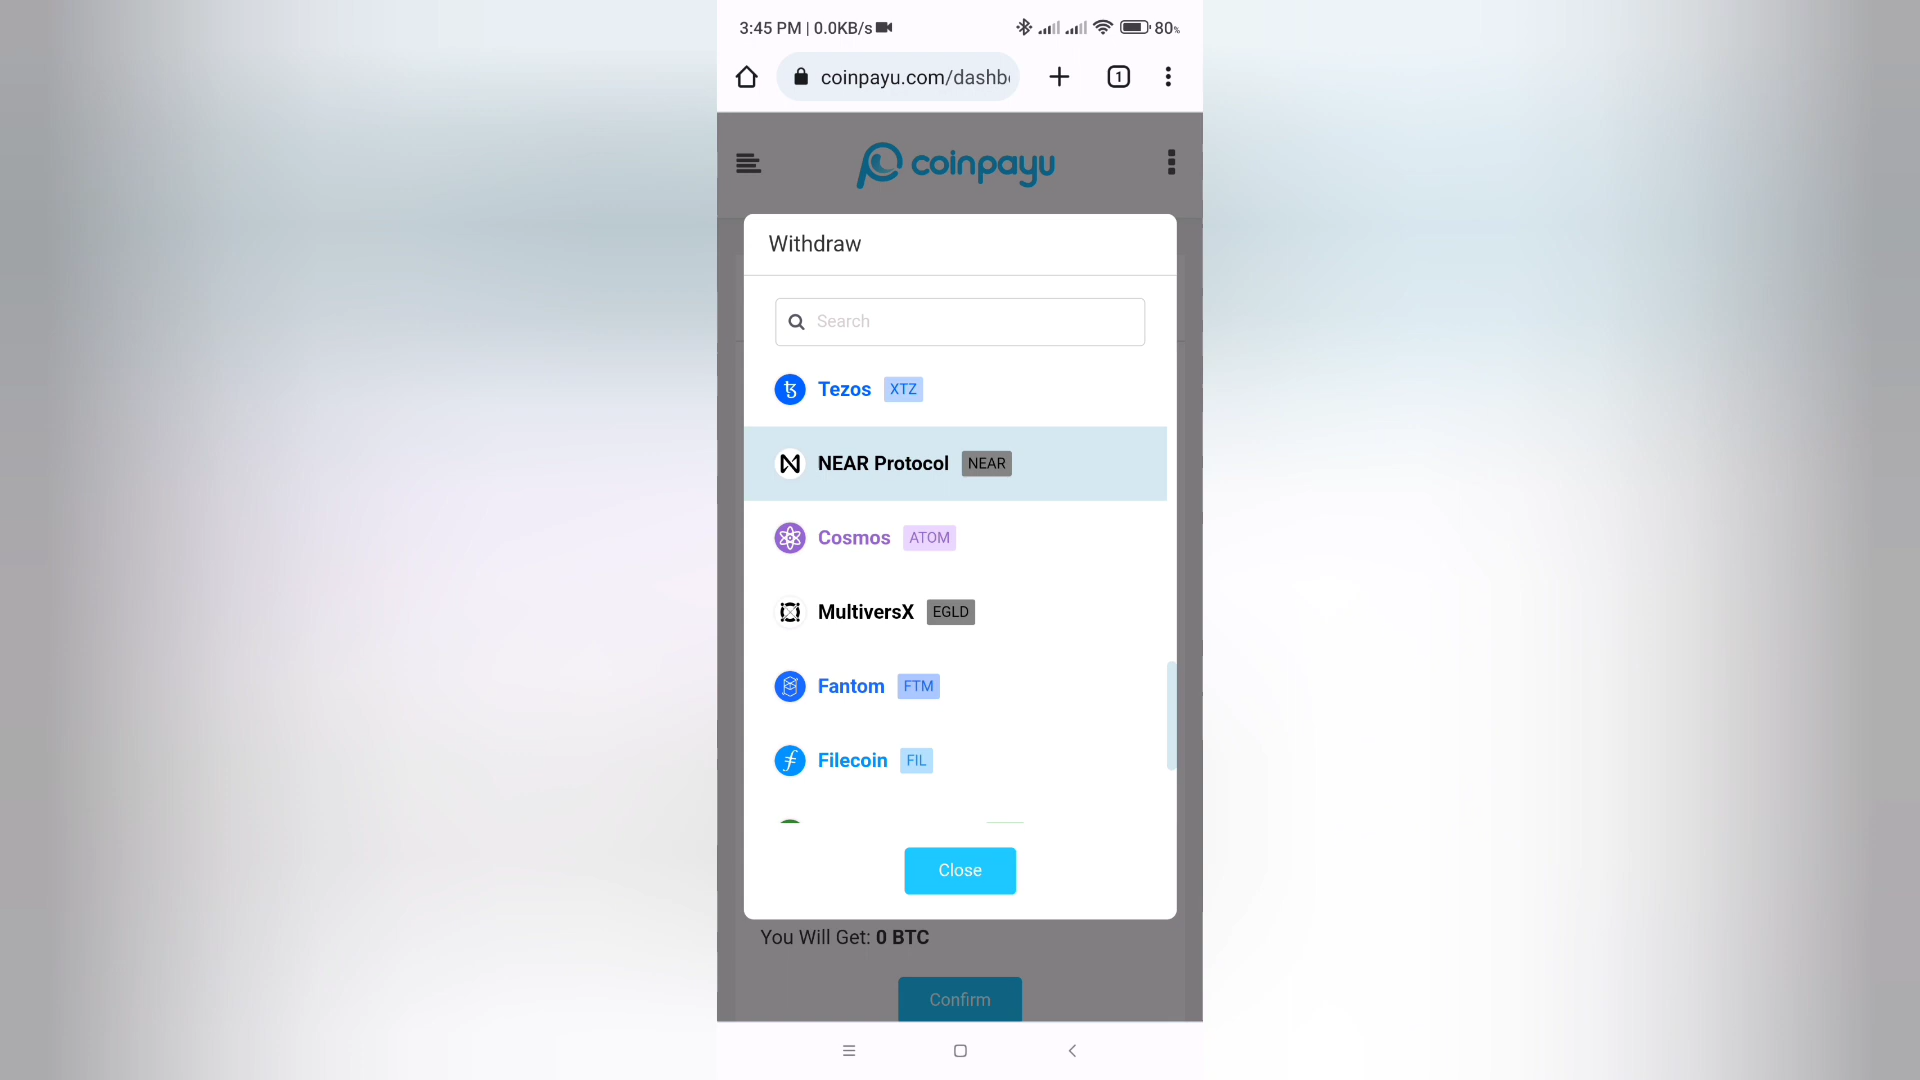 3:45 PM | 0.0KB/s 80%
coinpayu.com/dashb
1
coinpayu
Withdraw
Search
Tezos XTZ
NEAR Protocol NEAR
Cosmos ATOM
MultiversX EGLD
Fantom FTM
Filecoin FIL
Close
You Will Get: 0 BTC
Confirm